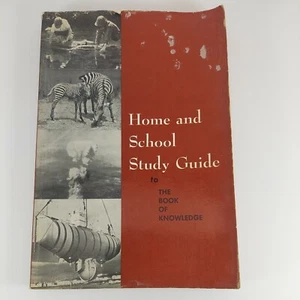 Home and
School
Study Guide
to
THE
BOOK
OF
KNOWLEDGE